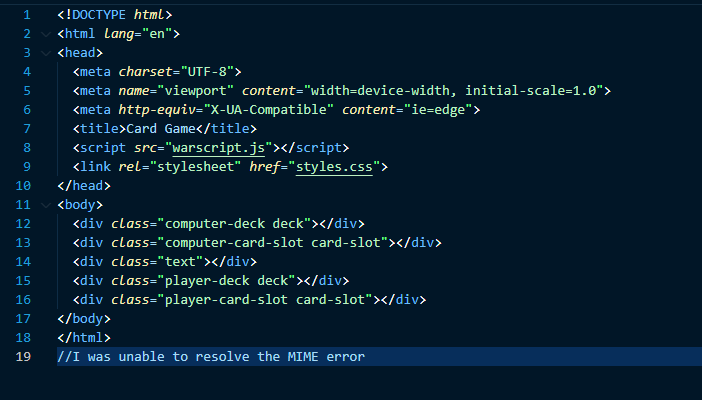 1 <!DOCTYPE html>
2 <html lang="en">
3 <head>
4 <meta charset="UTF-8">
5 <meta name="viewport" content="width=device-width, initial-scale=1.0">
6 <meta http-equiv="X-UA-Compatible" content="ie=edge">
7 <title>Card Game</title>
8 <script src="warscript.js"></script>
9 <link rel="stylesheet" href="styles.css">
10 </head>
11 <body>
12 <div class="computer-deck deck"></div>
13 <div class="computer-card-slot card-slot"></div>
14 <div class="text"></div>
15 <div class="player-deck deck"></div>
16 <div class="player-card-slot card-slot"></div>
17 </body>
18 </html>
19 //I was unable to resolve the MIME error